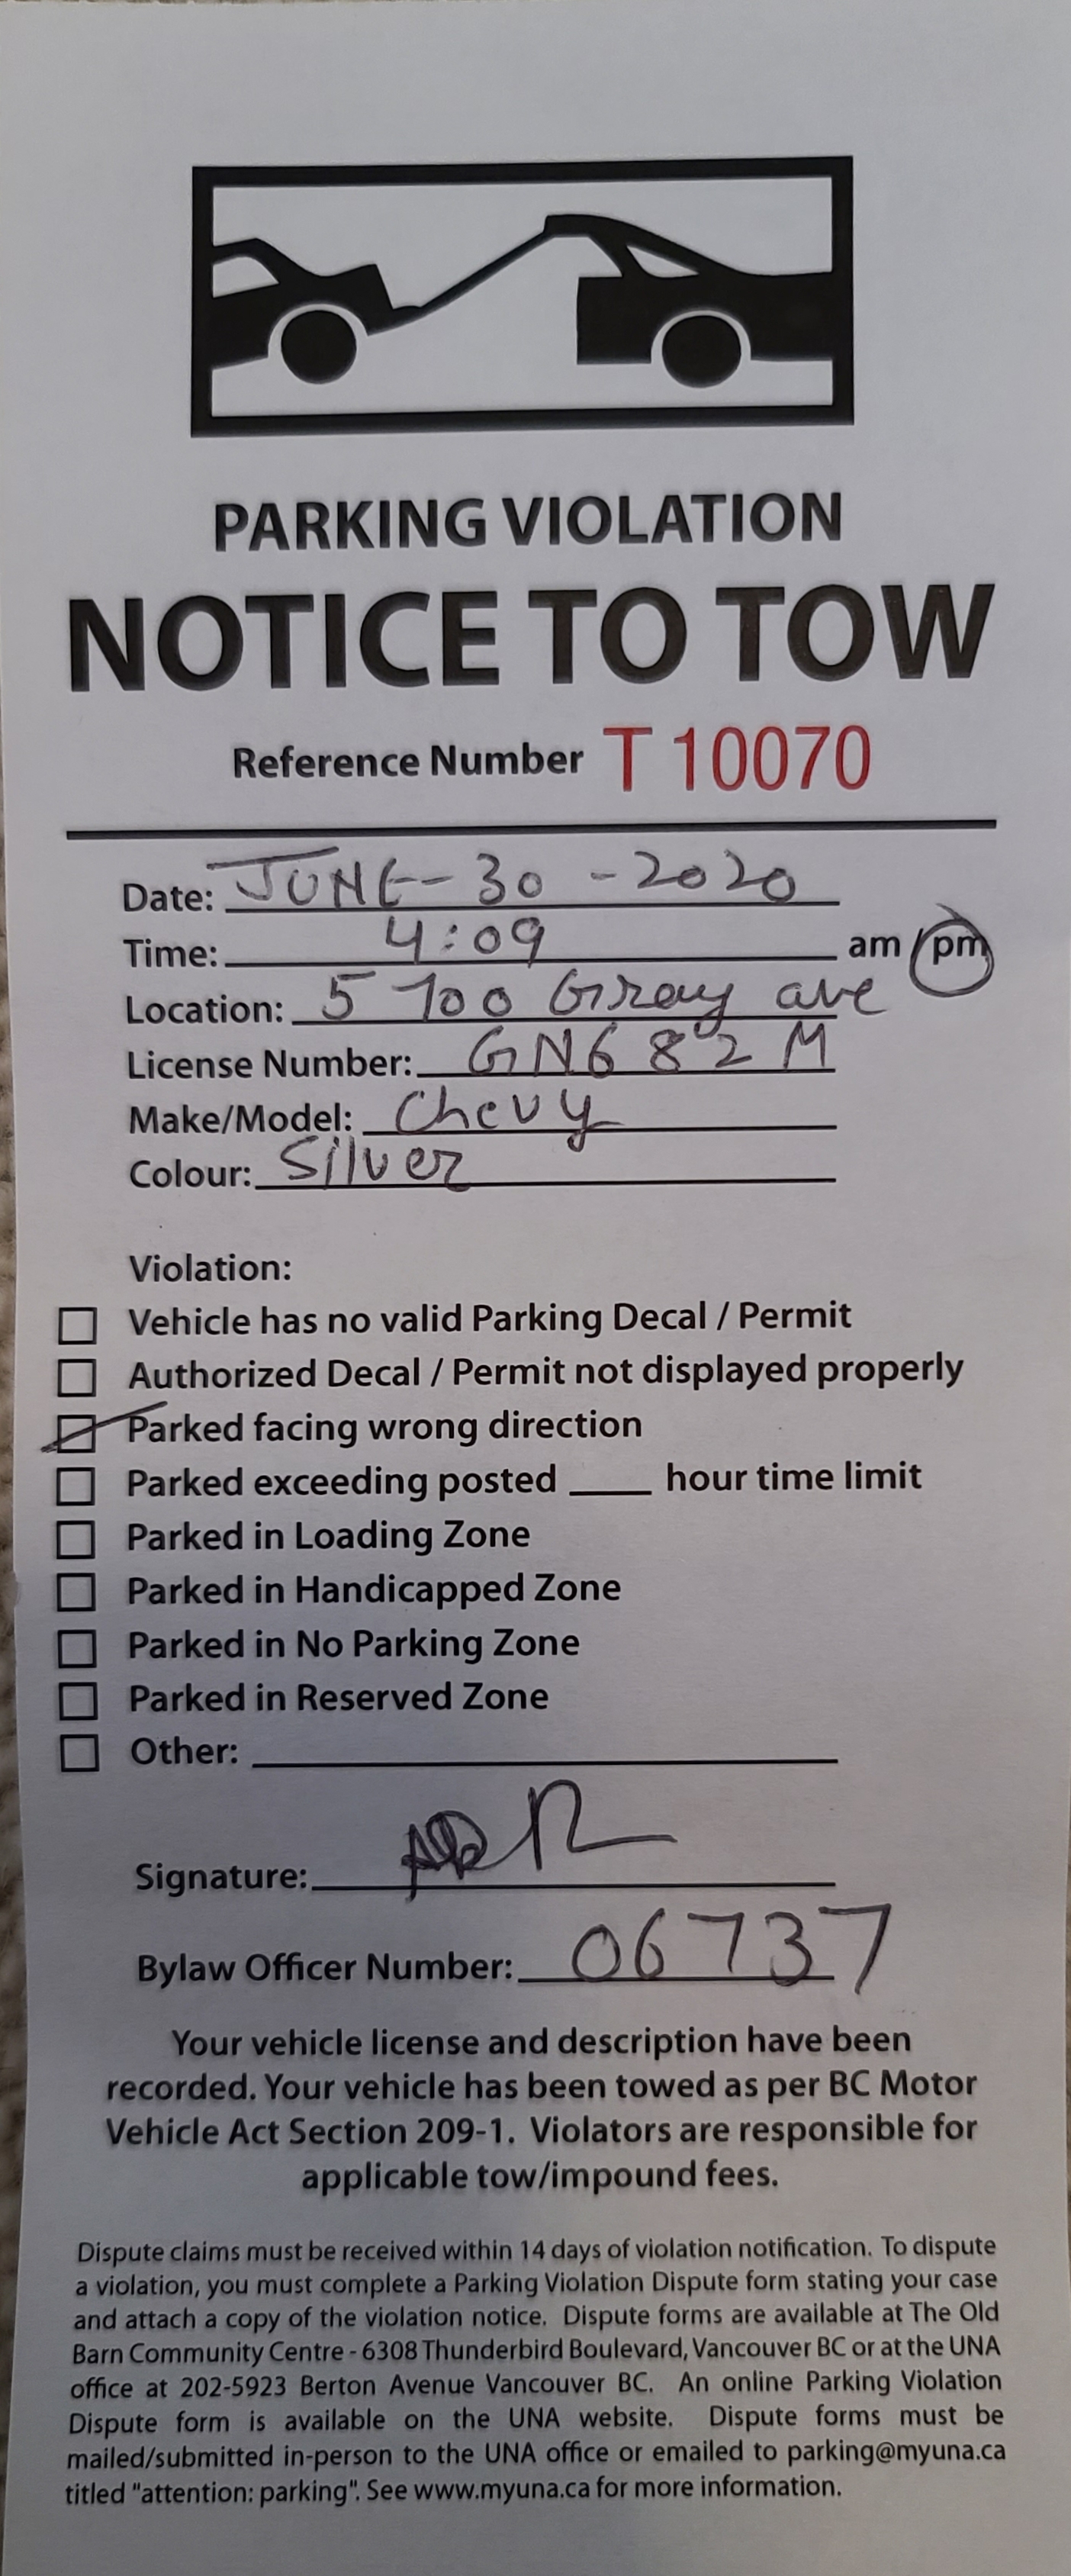 PARKING VIOLATION
NOTICE TO TOW
Reference Number T 10070
Date: JUNE-30-2020
Time: 4:09 am / pm
Location: 5700 Gray ave
License Number: GN682M
Make/Model: Chevy
Colour: Silver
Violation:
Vehicle has no valid Parking Decal / Permit
Authorized Decal / Permit not displayed properly
Parked facing wrong direction
Parked exceeding posted ____ hour time limit
Parked in Loading Zone
Parked in Handicapped Zone
Parked in No Parking Zone
Parked in Reserved Zone
Other:
Signature:
Bylaw Officer Number: 06737
Your vehicle license and description have been
recorded. Your vehicle has been towed as per BC Motor
Vehicle Act Section 209-1. Violators are responsible for
applicable tow/impound fees.
Dispute claims must be received within 14 days of violation notification. To dispute
a violation, you must complete a Parking Violation Dispute form stating your case
and attach a copy of the violation notice. Dispute forms are available at The Old
Barn Community Centre - 6308 Thunderbird Boulevard, Vancouver BC or at the UNA
office at 202-5923 Berton Avenue Vancouver BC. An online Parking Violation
Dispute form is available on the UNA website. Dispute forms must be
mailed/submitted in-person to the UNA office or emailed to parking@myuna.ca
titled "attention: parking". See www.myuna.ca for more information.